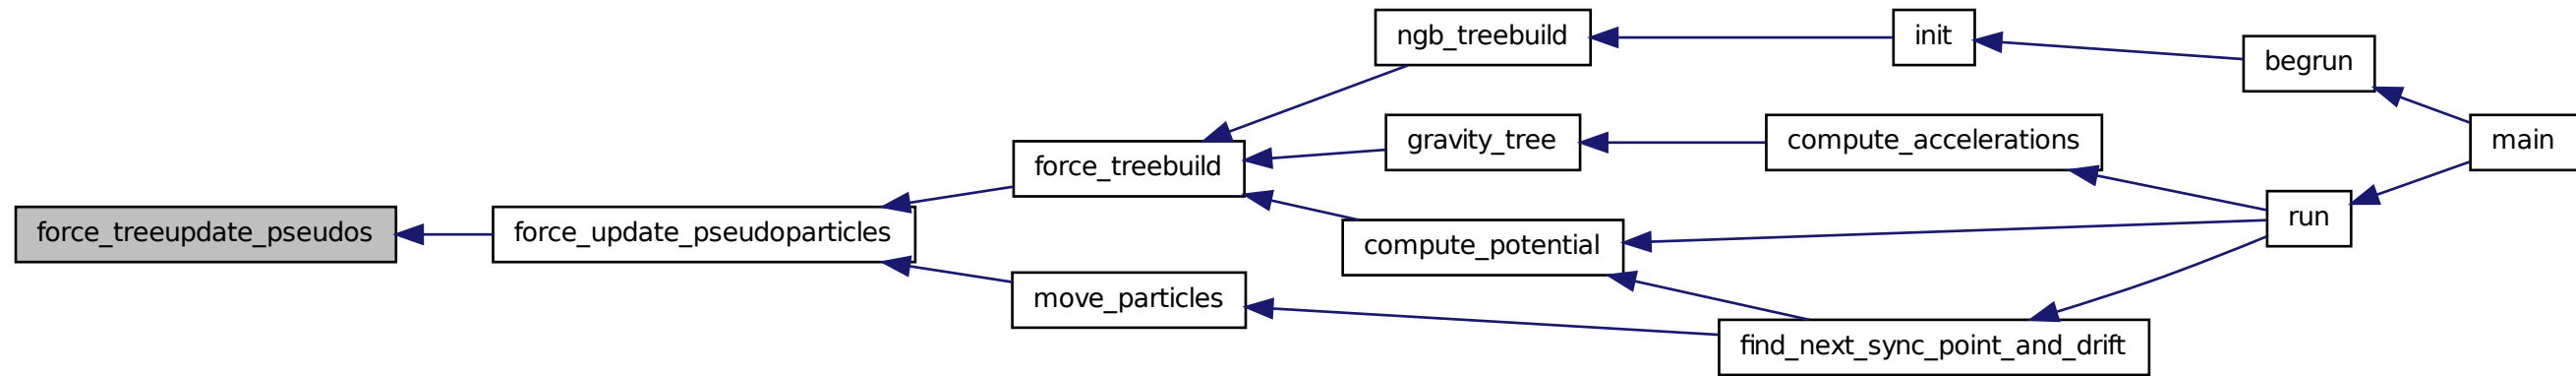 ngb_treebuild
init
begrun
gravity_tree
compute_accelerations
main
force_treebuild
force_treeupdate_pseudos
force_update_pseudoparticles
compute_potential
run
move_particles
find_next_sync_point_and_drift